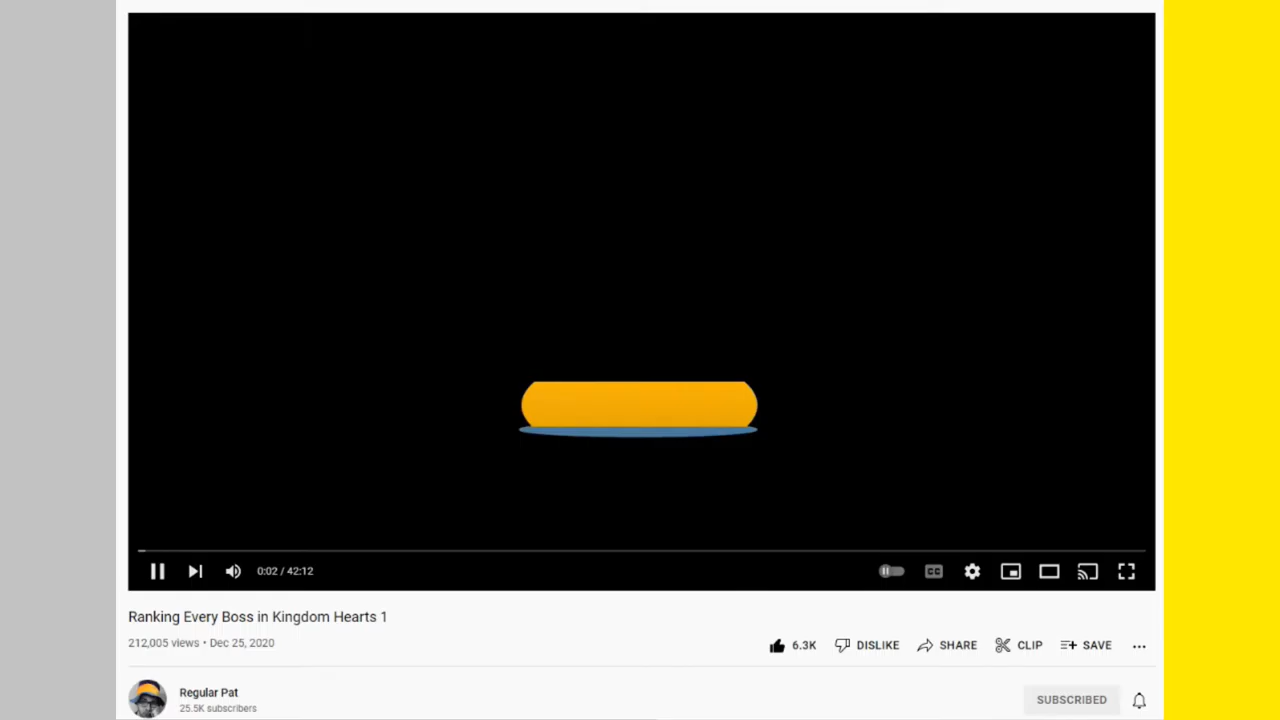 0:02 / 42:12
CC
Ranking Every Boss in Kingdom Hearts 1
212,005 views • Dec 25, 2020
6.3K DISLIKE SHARE CLIP SAVE
Regular Pat
25.5K subscribers
SUBSCRIBED